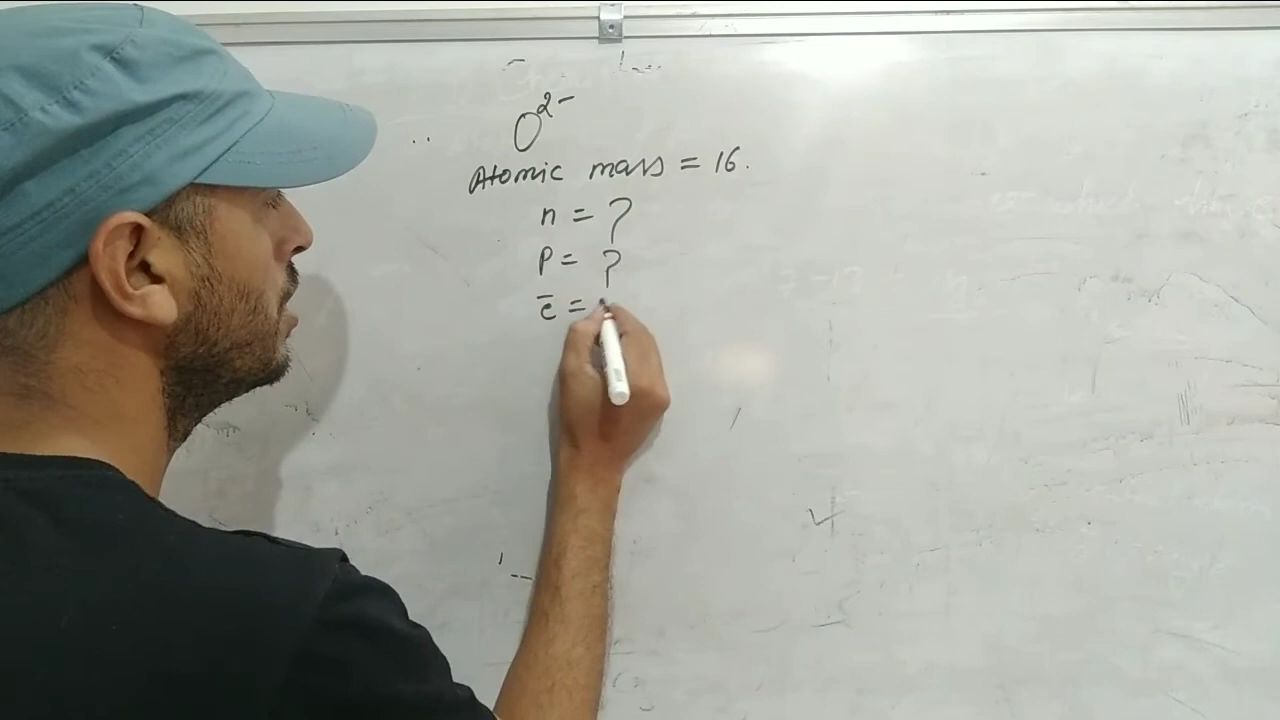 O²⁻
Atomic mass = 16.
n = ?
P = ?
e̅ =